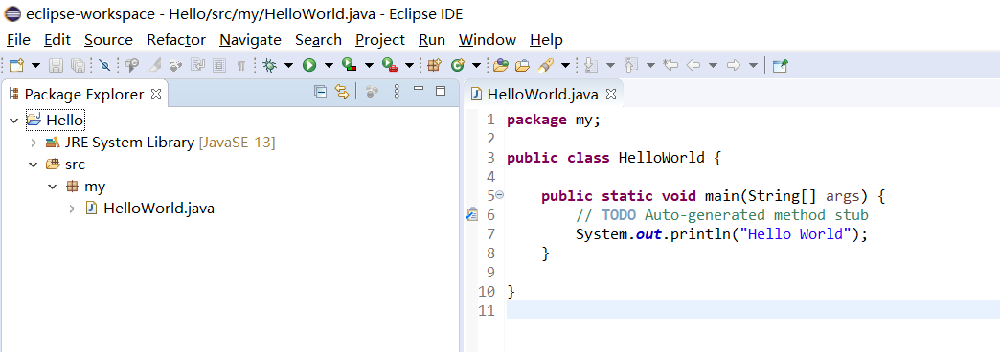 eclipse-workspace - Hello/src/my/HelloWorld.java - Eclipse IDE
File Edit Source Refactor Navigate Search Project Run Window Help
Package Explorer
Hello
JRE System Library [JavaSE-13]
src
my
HelloWorld.java
HelloWorld.java
1 package my;
2
3 public class HelloWorld {
4
5 public static void main(String[] args) {
6 // TODO Auto-generated method stub
7 System.out.println("Hello World");
8 }
9
10 }
11